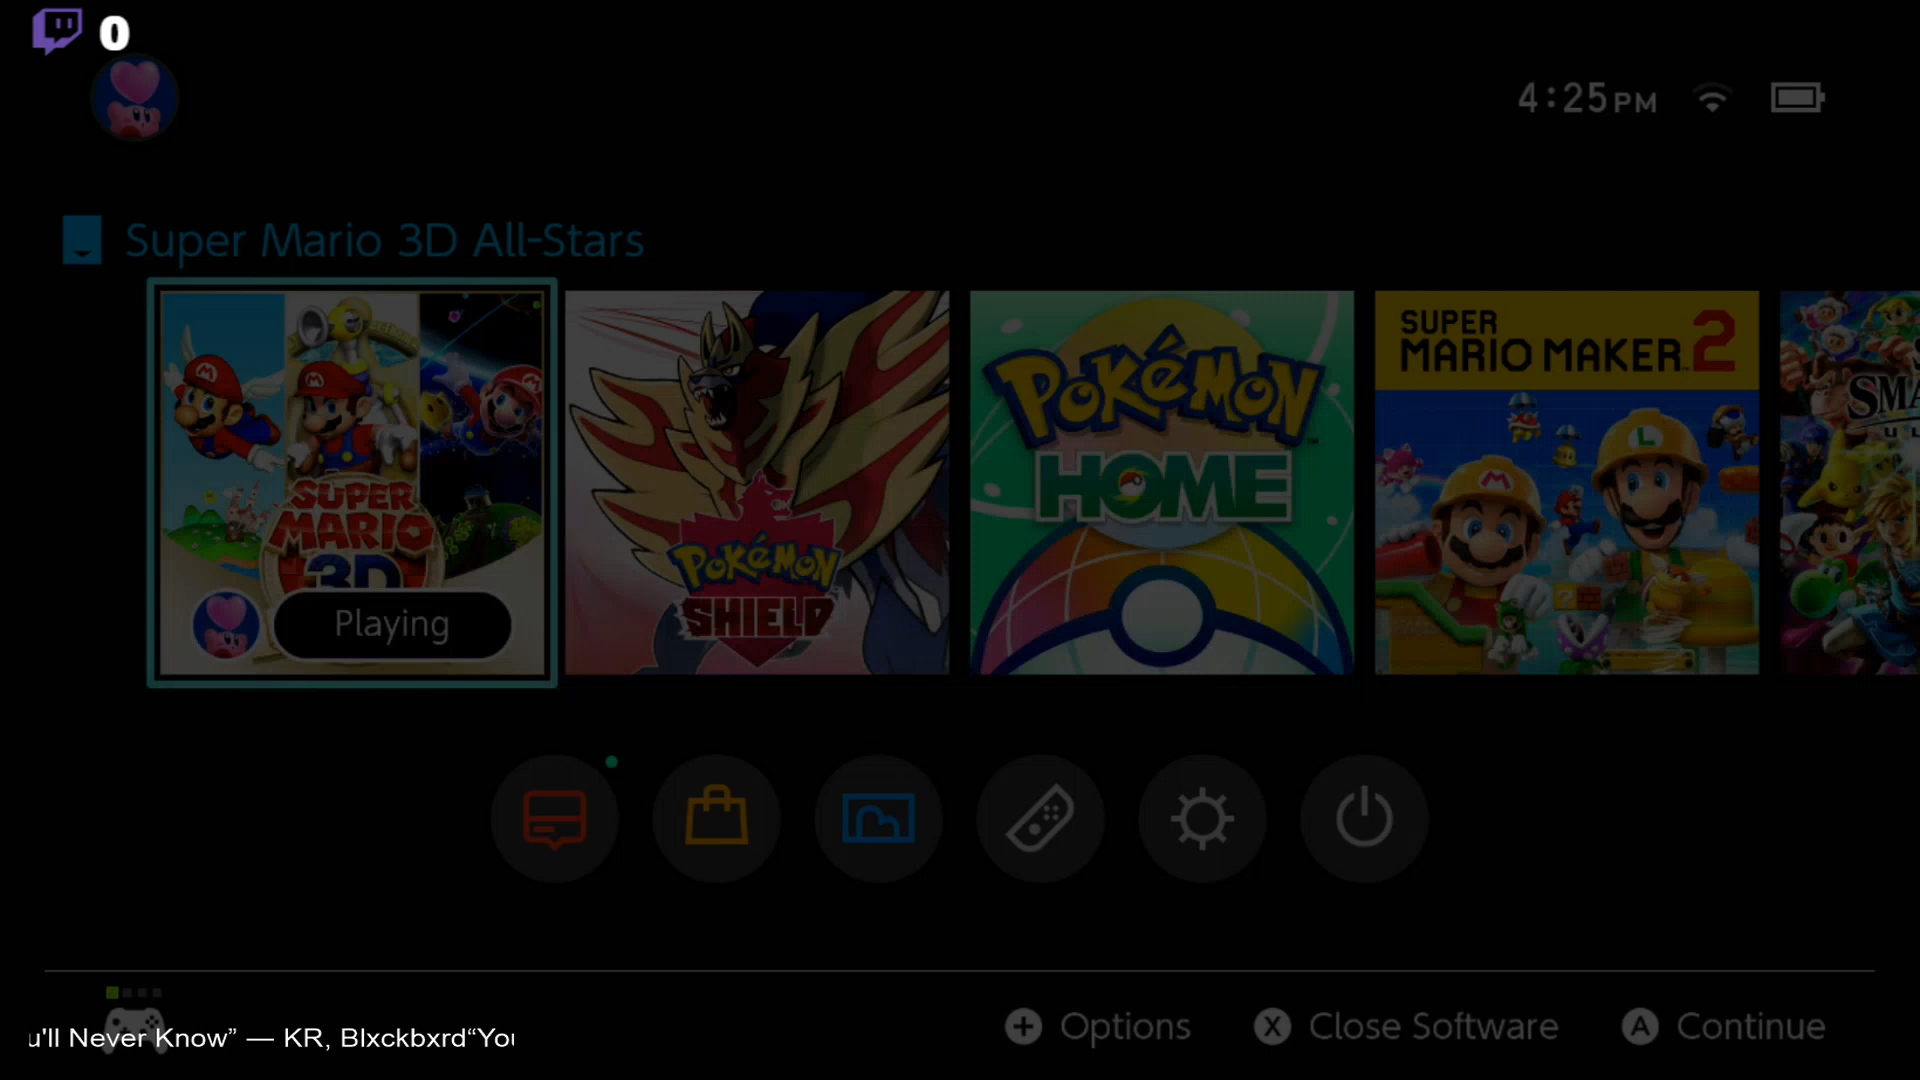 0
4:25 PM
Super Mario 3D All-Stars
SUPER
MARIO
3D
Playing
POKÉMON
SHIELD
POKÉMON
HOME
SUPER
MARIO MAKER 2
u'll Never Know” — KR, Blxckbxrd“You
Options
X Close Software
A Continue